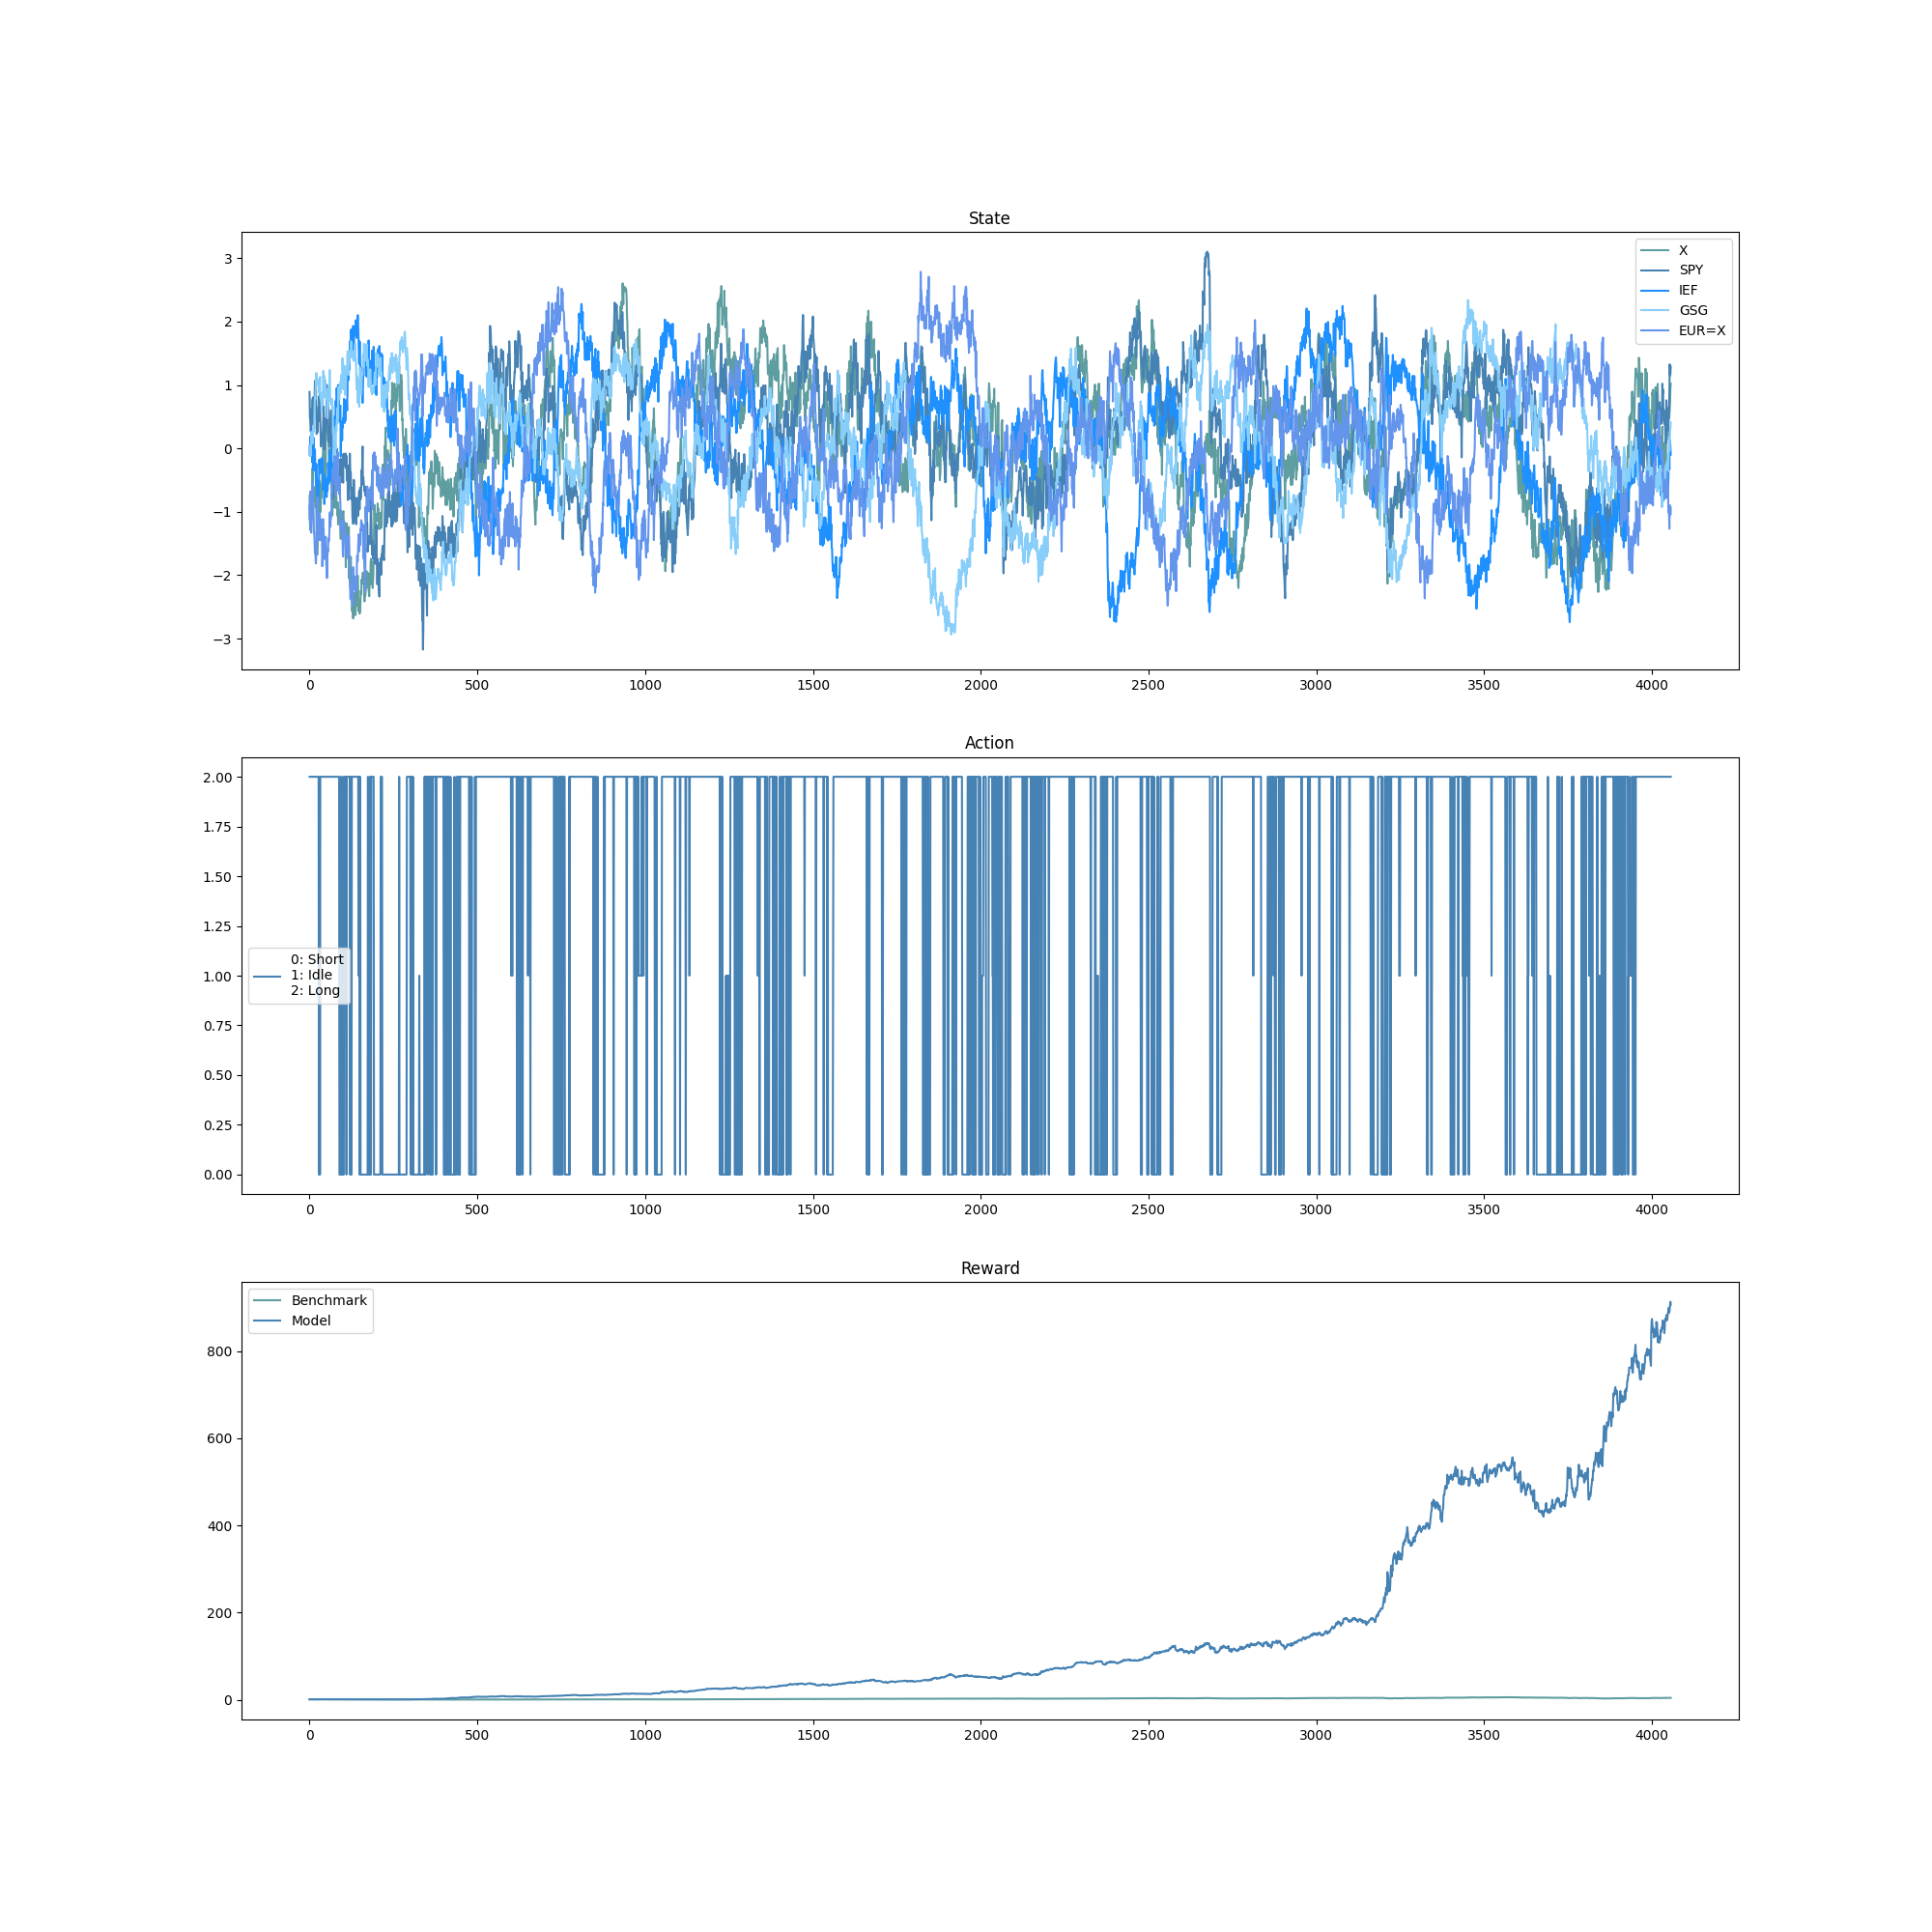 State
3
2
1
0
−1
−2
−3
X
SPY
IEF
GSG
EUR=X
0 500 1000 1500 2000 2500 3000 3500 4000
Action
2.00
1.75
1.50
1.25
1.00
0.75
0.50
0.25
0.00
0: Short
1: Idle
2: Long
0 500 1000 1500 2000 2500 3000 3500 4000
Reward
Benchmark
Model
800
600
400
200
0
0 500 1000 1500 2000 2500 3000 3500 4000